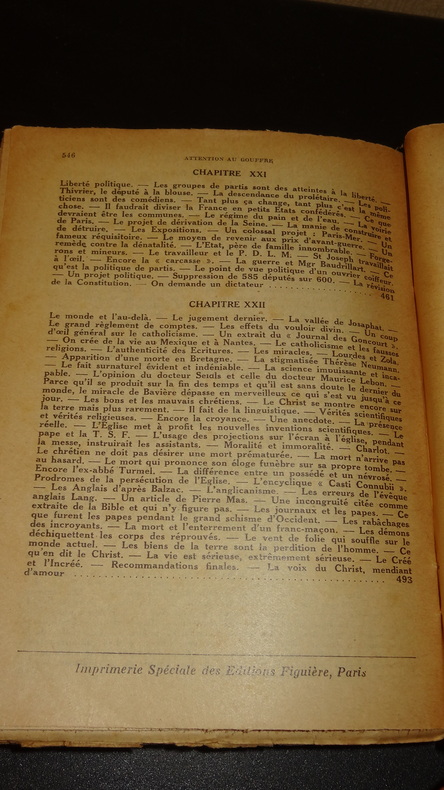 546
ATTENTION AU GOUFFRE
CHAPITRE XXI
Liberté politique. — Les groupes de partis sont des atteintes à la liberté. —
Thivrier, le député à la blouse. — La descendance du prolétaire. — Les poli-
ticiens sont des comédiens. — Tant plus ça change, tant plus c'est la même
chose. — Il faudrait diviser la France en petits Etats confédérés. — Ce que
devraient être les communes. — Le régime du pain et de l'eau. — La voirie
de Paris. — Le projet de dérivation de la Seine. — La manie de construire et
de détruire. — Les Expositions. — Un colossal projet : Paris-Mer. — Un
fameux réquisitoire. — Le moyen de revenir aux prix d'avant-guerre. — Un
remède contre la dénatalité. — L'Etat, père de famille innombrable. — Forge-
rons et mineurs. — Le travailleur et le P. D. L. M. — St Joseph travaillait
à l'œil. — Encore la « carcasse ». — La guerre et Mgr Baudrillart. — Ce
qu'est la politique de partis. — Le point de vue politique d'un ouvrier coiffeur.
— Un projet politique. — Suppression de 585 députés sur 600. — La révision
de la Constitution. — On demande un dictateur 461
CHAPITRE XXII
Le monde et l'au-delà. — Le jugement dernier. — La vallée de Josaphat. —
Le grand règlement de comptes. — Les effets du vouloir divin. — Un coup
d'œil général sur le catholicisme. — Un extrait du « Journal des Goncourt ».
— On crée de la vie au Mexique et à Nantes. — Le catholicisme et les fausses
religions. — L'authenticité des Ecritures. — Les miracles. — Lourdes et Zola.
— Apparition d'une morte en Bretagne. — La stigmatisée Thérèse Neumann.
— Le fait surnaturel évident et indéniable. — La science impuissante et inca-
pable. — L'opinion du docteur Seuls et celle du docteur Maurice Lebon. —
Parce qu'il se produit sur la fin des temps et qu'il est sans doute le dernier du
monde, le miracle de Bavière dépasse en merveilleux ce qui s'est vu jusqu'à ce
jour. — Les bons et les mauvais chrétiens. — Le Christ se montre encore sur
la terre mais plus rarement. — Il fait de la linguistique. — Vérités scientifiques
et vérités religieuses. — Encore la croyance. — Une anecdote. — La présence
réelle. — L'Eglise met à profit les nouvelles inventions scientifiques. — Le
pape et la T. S. F. — L'usage des projections sur l'écran à l'église, pendant
la messe, instruirait les assistants. — Moralité et immoralité. — Charlot. —
Le chrétien ne doit pas désirer une mort prématurée. — La mort n'arrive pas
au hasard. — Le mort qui prononce son éloge funèbre sur sa propre tombe. —
Encore l'ex-abbé Turmel. — La différence entre un possédé et un névrosé. —
Prodromes de la persécution de l'Eglise. — L'encyclique « Casti Connubii ».
— Les Anglais d'après Balzac. — L'anglicanisme. — Les erreurs de l'évêque
anglais Lang. — Un article de Pierre Mas. — Une incongruité citée comme
extraite de la Bibie et qui n'y figure pas. — Les journaux et les papes. — Ce
que furent les papes pendant le grand schisme d'Occident. — Les rabâchages
des incroyants. — La mort et l'enterrement d'un franc-maçon. — Les démons
déchiquettent les corps des réprouvés. — Le vent de folie qui souffle sur le
monde actuel. — Les biens de la terre sont la perdition de l'homme. — Ce
qu'en dit le Christ. — La vie est sérieuse, extrêmement sérieuse. — Le Créé
et l'Incréé. — Recommandations finales. — La voix du Christ, mendiant
d'amour 493
Imprimerie Spéciale des Editions Figuière, Paris